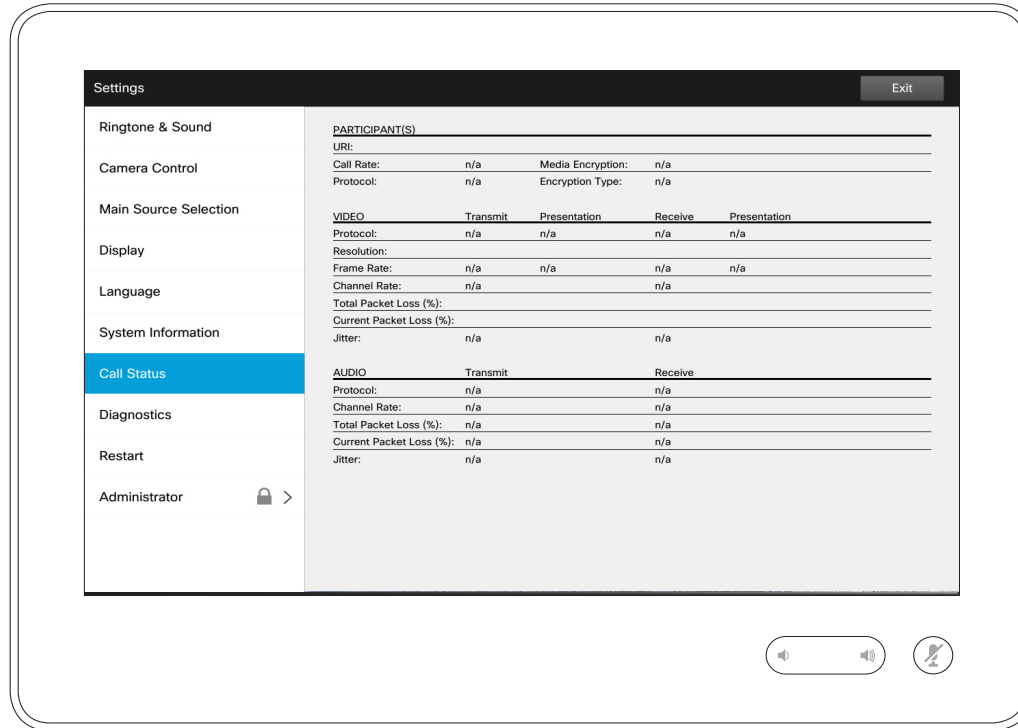 Settings
Exit
Ringtone & Sound
Camera Control
Main Source Selection
Display
Language
System Information
Call Status
Diagnostics
Restart
Administrator
PARTICIPANT(S)
URI:
Call Rate: n/a Media Encryption: n/a
Protocol: n/a Encryption Type: n/a
VIDEO Transmit Presentation Receive Presentation
Protocol: n/a n/a n/a n/a
Resolution:
Frame Rate: n/a n/a n/a n/a
Channel Rate: n/a n/a
Total Packet Loss (%):
Current Packet Loss (%):
Jitter: n/a n/a
AUDIO Transmit Receive
Protocol: n/a n/a
Channel Rate: n/a n/a
Total Packet Loss (%): n/a n/a
Current Packet Loss (%): n/a n/a
Jitter: n/a n/a